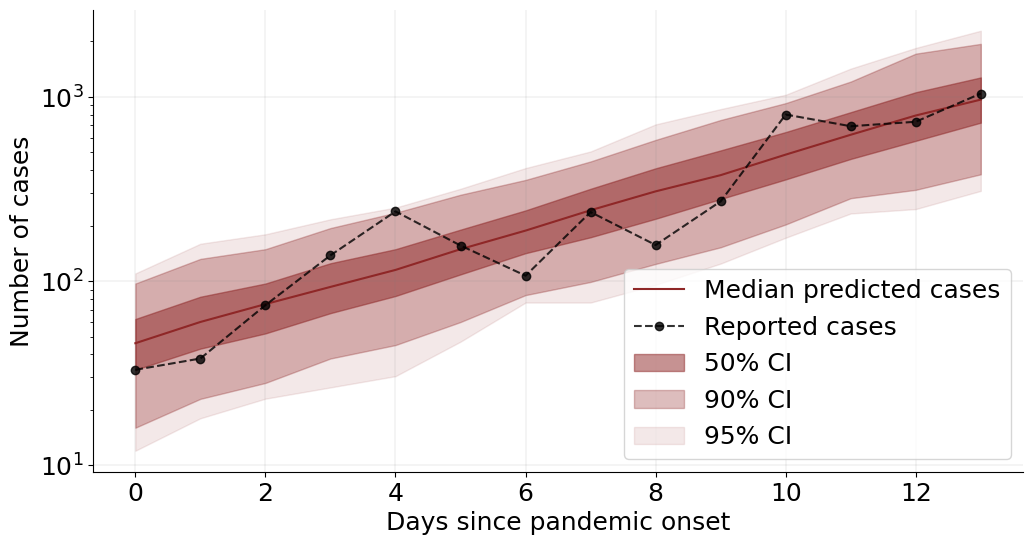 Number of cases
10³
10²
10¹
0 2 4 6 8 10 12
Days since pandemic onset
Median predicted cases
Reported cases
50% CI
90% CI
95% CI